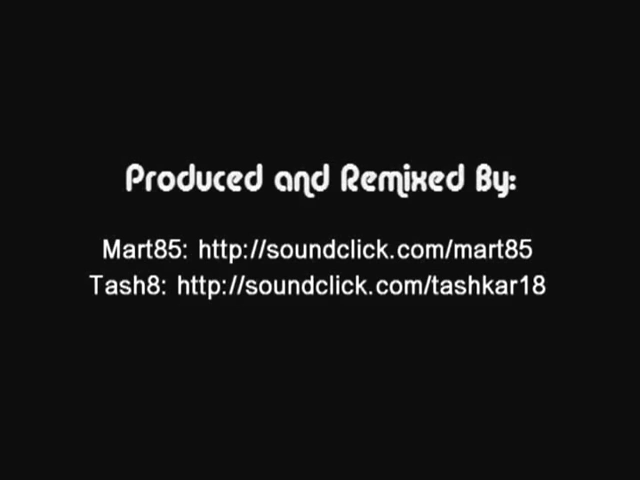 Produced and Remixed By:
Mart85: http://soundclick.com/mart85
Tash8: http://soundclick.com/tashkar18